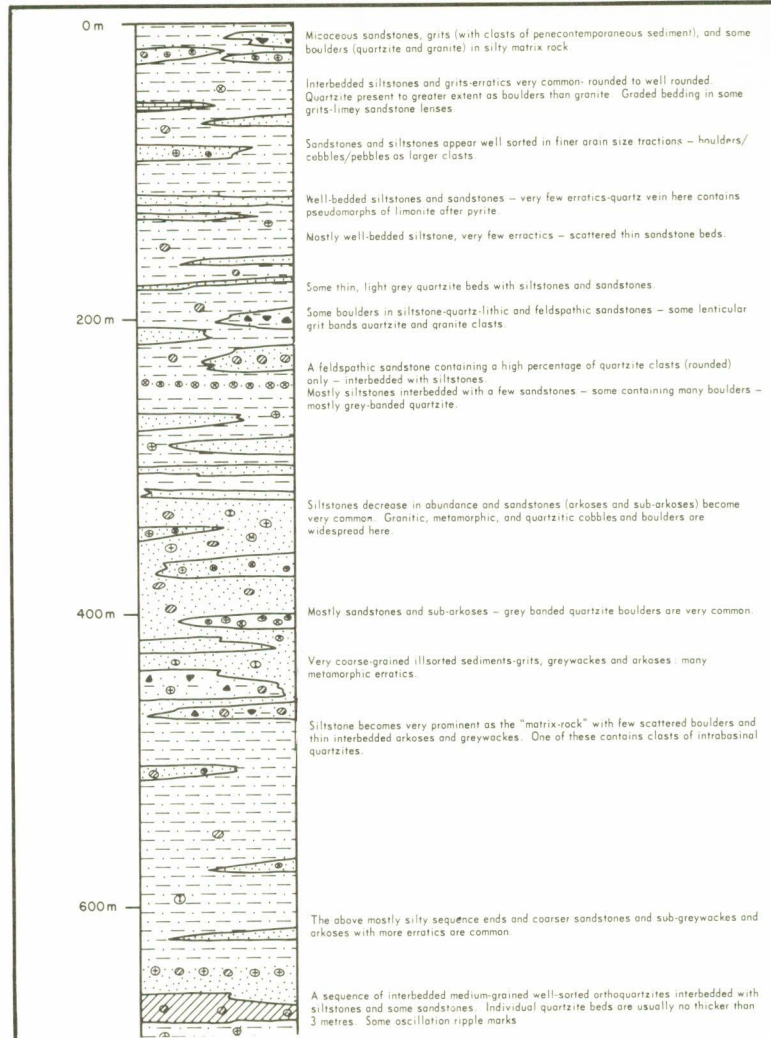 0 m
Micaceous sandstones, grits (with clasts of penecontemporaneous sediment), and some
boulders (quartzite and granite) in silty matrix rock.
Interbedded siltstones and grits-erratics very common- rounded to well rounded.
Quartzite present to greater extent as boulders than granite. Graded bedding in some
grits-limey sandstone lenses.
Sandstones and siltstones appear well sorted in finer grain size fractions – boulders/
cobbles/pebbles as larger clasts.
Well-bedded siltstones and sandstones – very few erratics-quartz vein here contains
pseudomorphs of limonite after pyrite.
Mostly well-bedded siltstone, very few erractics – scattered thin sandstone beds.
Some thin, light grey quartzite beds with siltstones and sandstones.
200 m
Some boulders in siltstone-quartz-lithic and feldspathic sandstones – some lenticular
grit bands quartzite and granite clasts.
A feldspathic sandstone containing a high percentage of quartzite clasts (rounded)
only – interbedded with siltstones.
Mostly siltstones interbedded with a few sandstones – some containing many boulders –
mostly grey-banded quartzite.
Siltstones decrease in abundance and sandstones (arkoses and sub-arkoses) become
very common. Granitic, metamorphic, and quartzitic cobbles and boulders are
widespread here.
400 m
Mostly sandstones and sub-arkoses – grey banded quartzite boulders are very common.
Very coarse-grained illsorted sediments-grits, greywackes and arkoses : many
metamorphic erratics.
Siltstone becomes very prominent as the "matrix-rock" with few scattered boulders and
thin interbedded arkoses and greywackes. One of these contains clasts of intrabasinal
quartzites.
600 m
The above mostly silty sequence ends and coarser sandstones and sub-greywackes and
arkoses with more erratics are common.
A sequence of interbedded medium-grained well-sorted orthoquartzites interbedded with
siltstones and some sandstones. Individual quartzite beds are usually no thicker than
3 metres. Some oscillation ripple marks